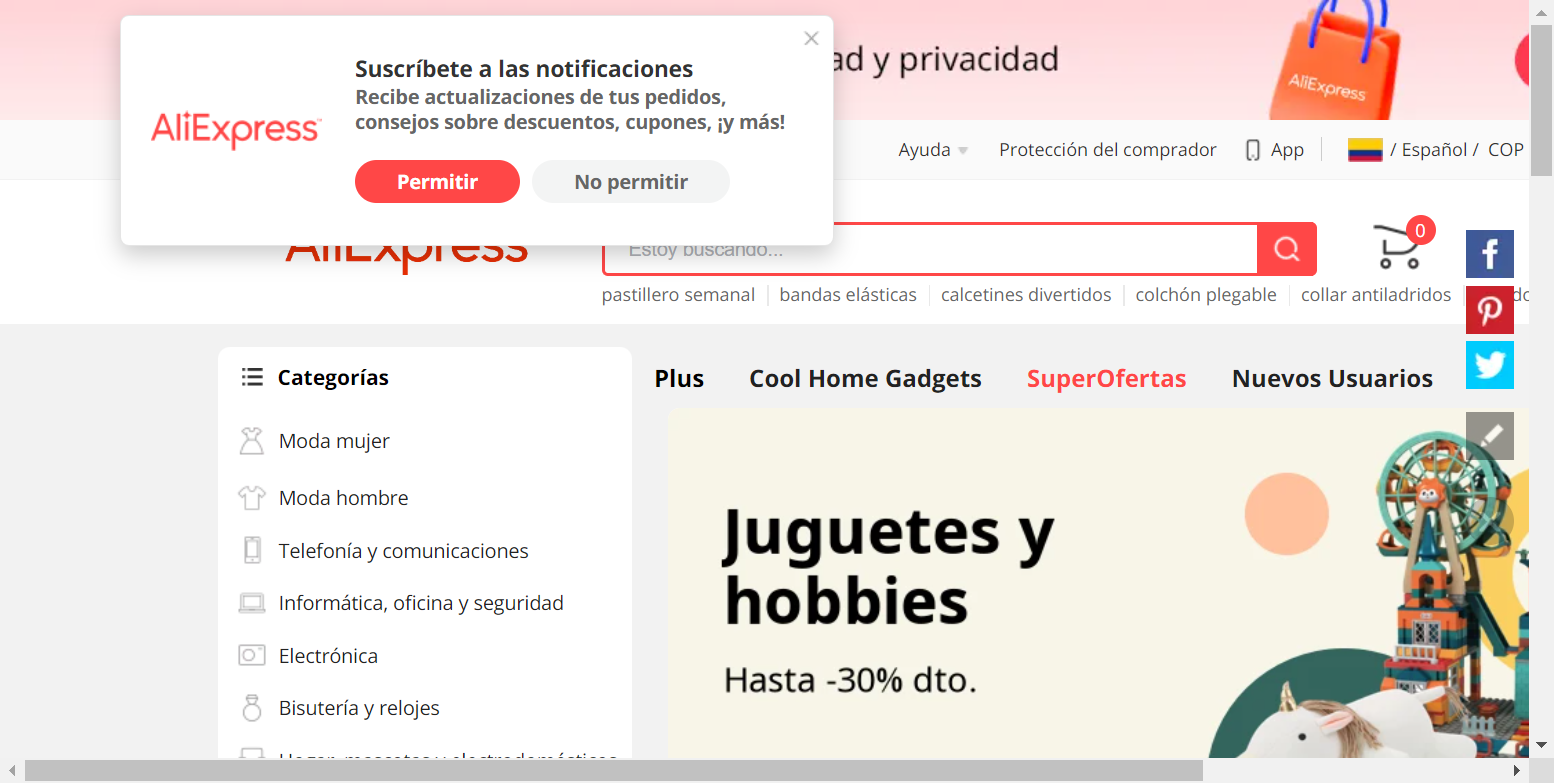 ad y privacidad
AliExpress
Suscríbete a las notificaciones
Recibe actualizaciones de tus pedidos,
consejos sobre descuentos, cupones, ¡y más!
AliExpress
Permitir
No permitir
Ayuda
Protección del comprador
App
/ Español / COP
AliExpress
Estoy buscando...
0
pastillero semanal
bandas elásticas
calcetines divertidos
colchón plegable
collar antiladridos
Categorías
Plus
Cool Home Gadgets
SuperOfertas
Nuevos Usuarios
Moda mujer
Moda hombre
Telefonía y comunicaciones
Informática, oficina y seguridad
Electrónica
Bisutería y relojes
Hogar, mascotas y electrodomésticos
Juguetes y
hobbies
Hasta -30% dto.